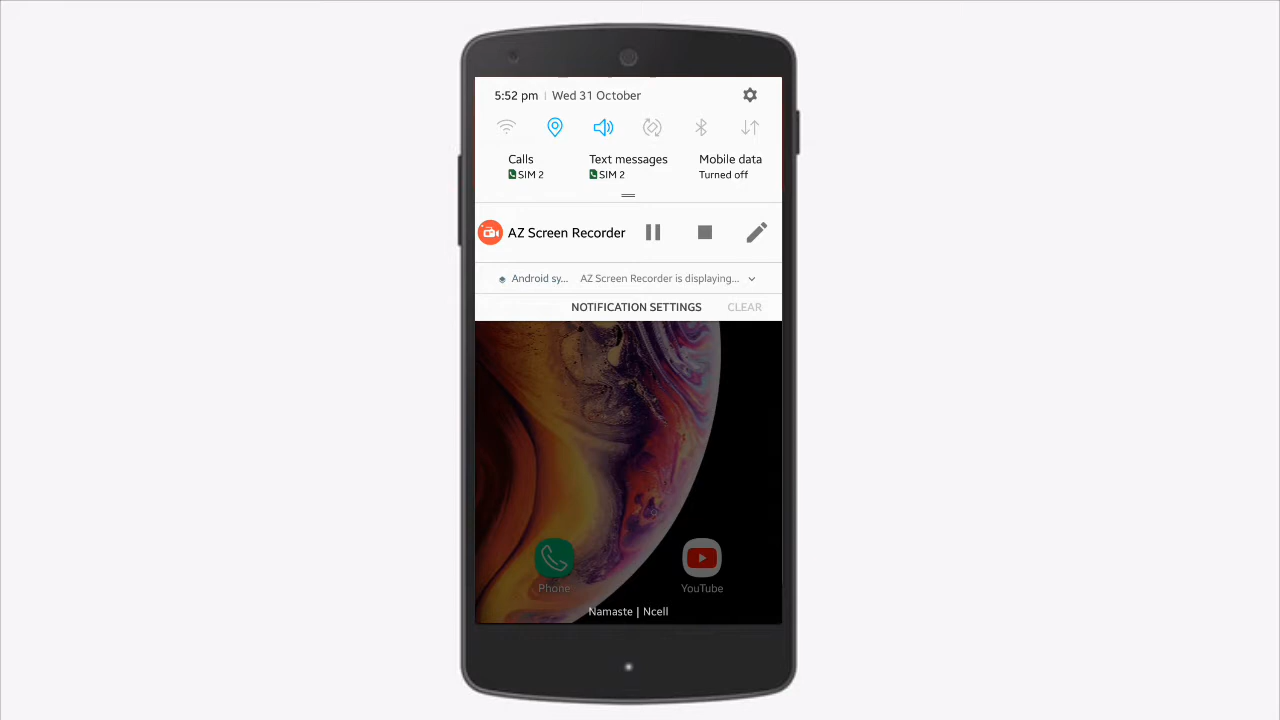 5:52 pm | Wed 31 October
Calls Text messages Mobile data
SIM 2 SIM 2 Turned off
AZ Screen Recorder
Android sy... AZ Screen Recorder is displaying...
NOTIFICATION SETTINGS CLEAR
Phone YouTube
Namaste | Ncell